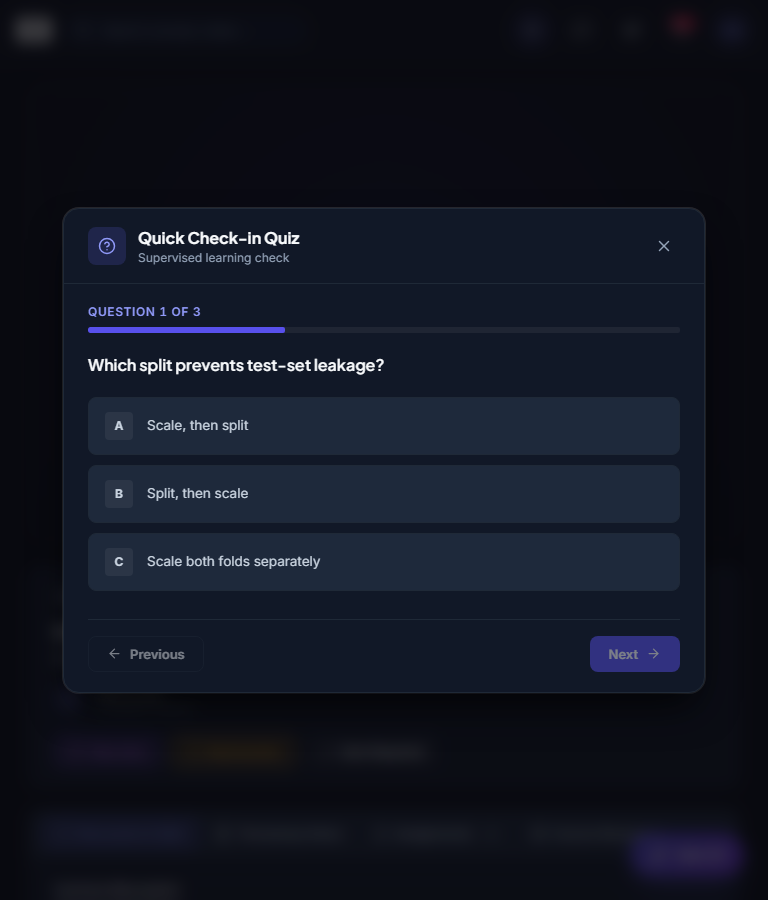 Quick Check-in Quiz
Supervised learning check
QUESTION 1 OF 3
Which split prevents test-set leakage?
A Scale, then split
B Split, then scale
C Scale both folds separately
Previous
Next